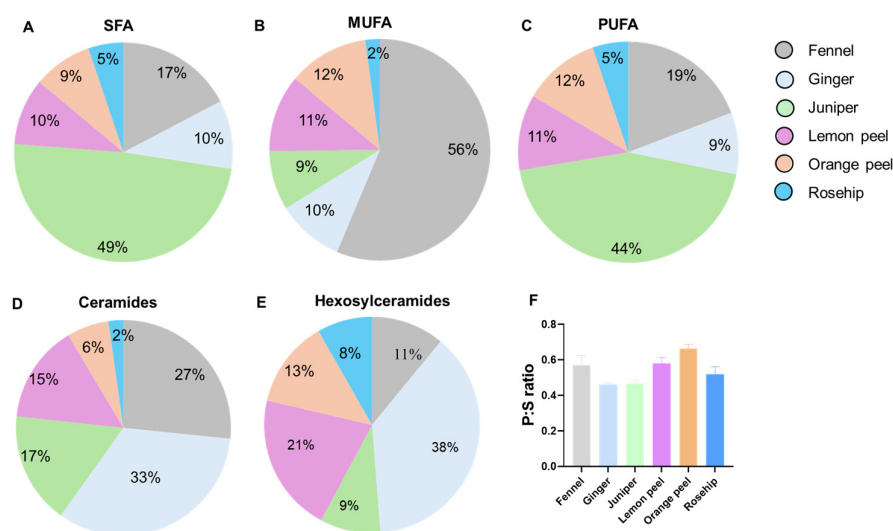 A SFA
17%
10%
49%
10%
9%
5%
B MUFA
56%
10%
9%
11%
12%
2%
C PUFA
19%
9%
44%
11%
12%
5%
Fennel
Ginger
Juniper
Lemon peel
Orange peel
Rosehip
D Ceramides
27%
33%
17%
15%
6%
2%
E Hexosylceramides
11%
38%
9%
21%
13%
8%
F
P:S ratio
0.8
0.6
0.4
0.2
0.0
Fennel
Ginger
Juniper
Lemon peel
Orange peel
Rosehip